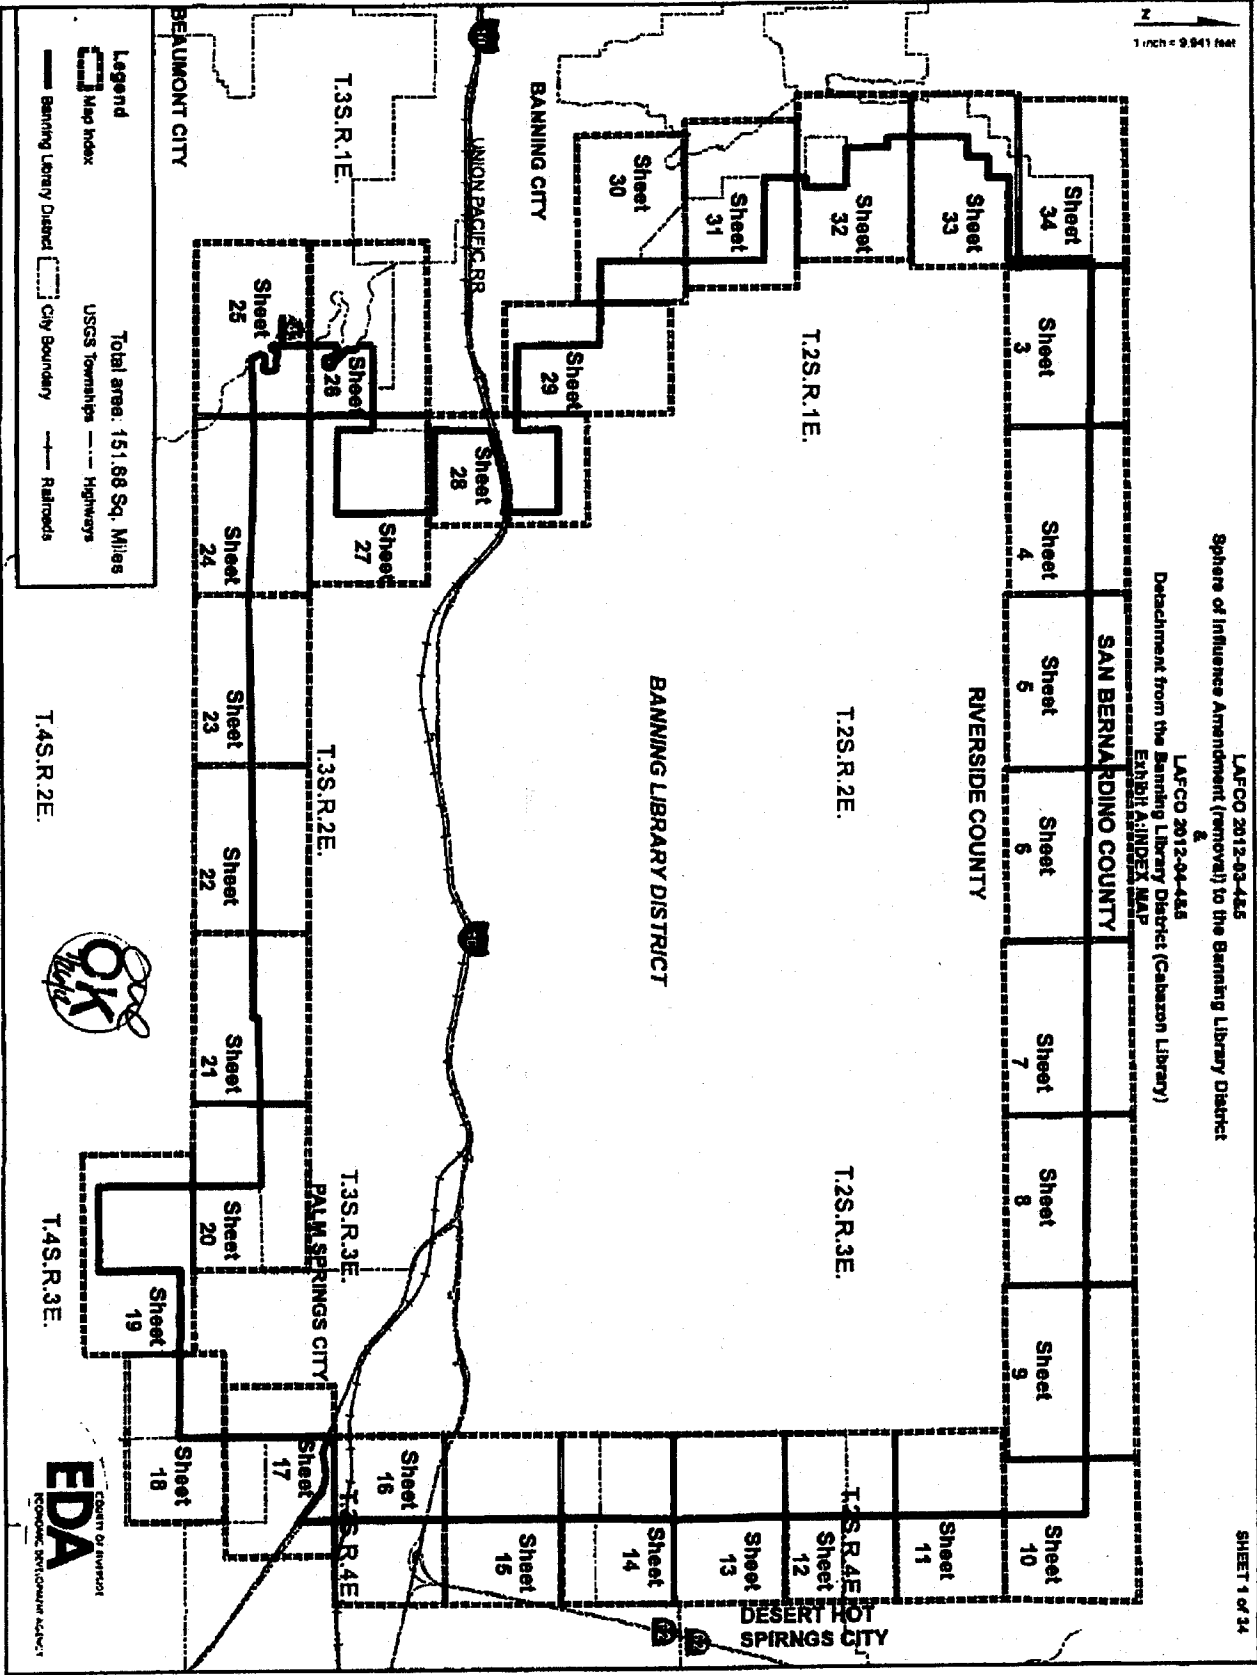 SHEET 1 of 34
LAFCO 2012-03-4&5
Sphere of Influence Amendment (removal) to the Banning Library District
&
LAFCO 2012-04-4&5
Detachment from the Banning Library District (Cabazon Library)
Exhibit A:INDEX MAP
Z
1 inch = 9,941 feet
SAN BERNARDINO COUNTY
RIVERSIDE COUNTY
Sheet 34
Sheet 3
Sheet 4
Sheet 5
Sheet 6
Sheet 7
Sheet 8
Sheet 9
Sheet 10
Sheet 33
Sheet 32
Sheet 31
Sheet 30
Sheet 29
Sheet 28
Sheet 27
Sheet 26
Sheet 25
Sheet 24
Sheet 23
Sheet 22
Sheet 21
Sheet 20
Sheet 19
Sheet 18
Sheet 17
Sheet 16
Sheet 15
Sheet 14
Sheet 13
Sheet 12
Sheet 11
T.2S.R.1E.
T.2S.R.2E.
T.2S.R.3E.
T.2S.R.4E
BANNING LIBRARY DISTRICT
BANNING CITY
UNION PACIFIC RR
DESERT HOT
SPIRNGS CITY
T.3S.R.1E.
T.3S.R.2E.
T.3S.R.3E.
T.3S.R.4E
PALM SPRINGS CITY
BEAUMONT CITY
T.4S.R.2E.
T.4S.R.3E.
Legend
Total area: 151.68 Sq. Miles
Map Index
USGS Townships
Highways
Banning Library District
City Boundary
Railroads
OK
COUNTY OF RIVERSIDE
EDA
ECONOMIC DEVELOPMENT AGENCY